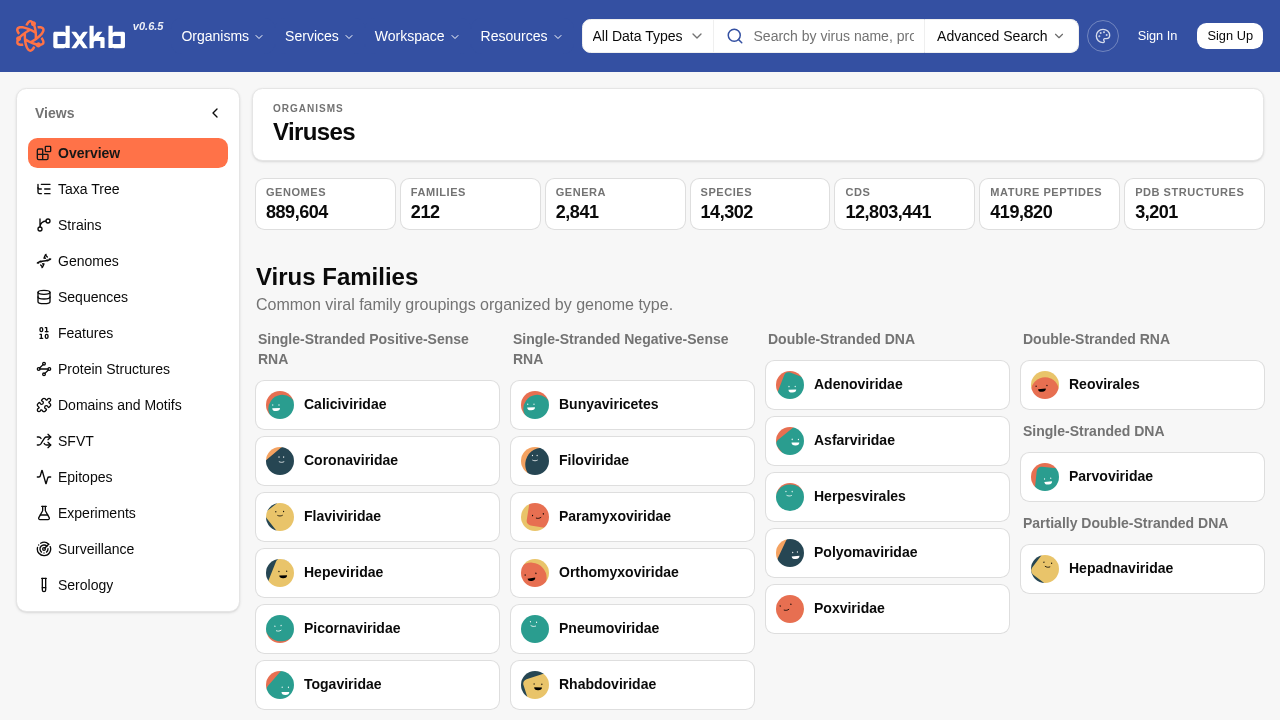 dxkb v0.6.5 Organisms Services Workspace Resources All Data Types Search by virus name, prc Advanced Search Sign In Sign Up
Views
Overview
Taxa Tree
Strains
Genomes
Sequences
Features
Protein Structures
Domains and Motifs
SFVT
Epitopes
Experiments
Surveillance
Serology
ORGANISMS
Viruses
GENOMES
889,604
FAMILIES
212
GENERA
2,841
SPECIES
14,302
CDS
12,803,441
MATURE PEPTIDES
419,820
PDB STRUCTURES
3,201
Virus Families
Common viral family groupings organized by genome type.
Single-Stranded Positive-Sense
RNA
Caliciviridae
Coronaviridae
Flaviviridae
Hepeviridae
Picornaviridae
Togaviridae
Single-Stranded Negative-Sense
RNA
Bunyaviricetes
Filoviridae
Paramyxoviridae
Orthomyxoviridae
Pneumoviridae
Rhabdoviridae
Double-Stranded DNA
Adenoviridae
Asfarviridae
Herpesvirales
Polyomaviridae
Poxviridae
Double-Stranded RNA
Reovirales
Single-Stranded DNA
Parvoviridae
Partially Double-Stranded DNA
Hepadnaviridae